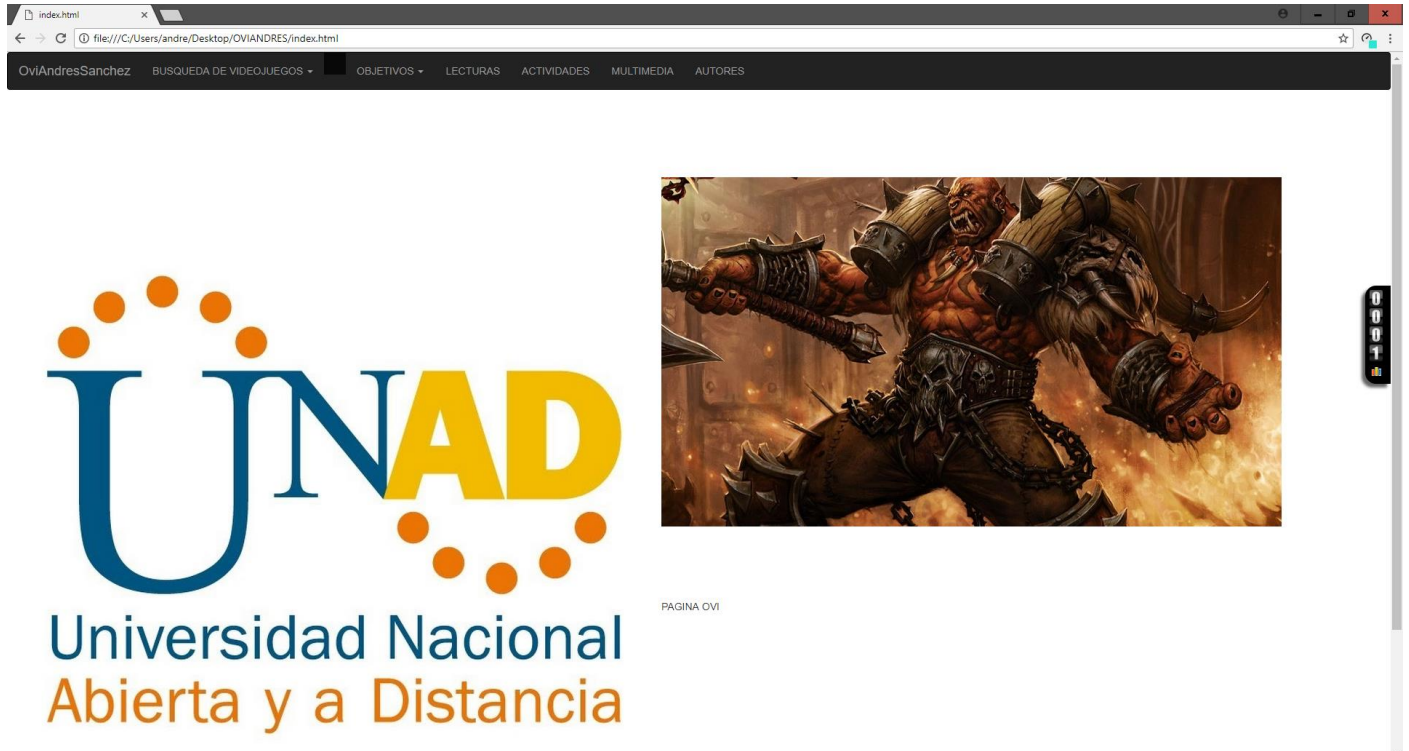 index.html
file:///C:/Users/andre/Desktop/OVIANDRES/index.html
OviAndresSanchez BUSQUEDA DE VIDEOJUEGOS OBJETIVOS LECTURAS ACTIVIDADES MULTIMEDIA AUTORES
UNAD
Universidad Nacional
Abierta y a Distancia
PAGINA OVI
0
0
0
1